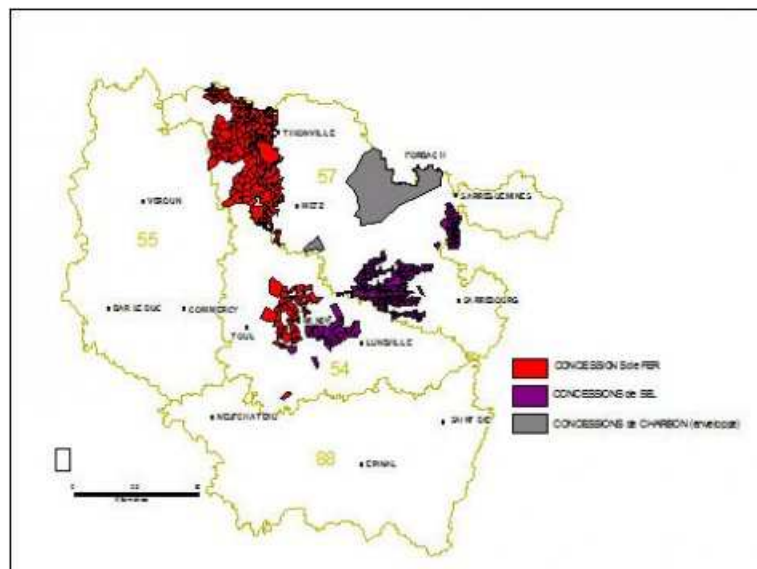 THIONVILLE
57
FORBACH
SARREGUEMINES
VERDUN
METZ
55
BAR LE DUC
COMMERCY
SARREBOURG
TOUL
LUNEVILLE
54
CONCESSIONS de FER
CONCESSIONS de SEL
CONCESSIONS de CHARBON (enveloppe)
NEUFCHATEAU
SAINT DIE
88
EPINAL